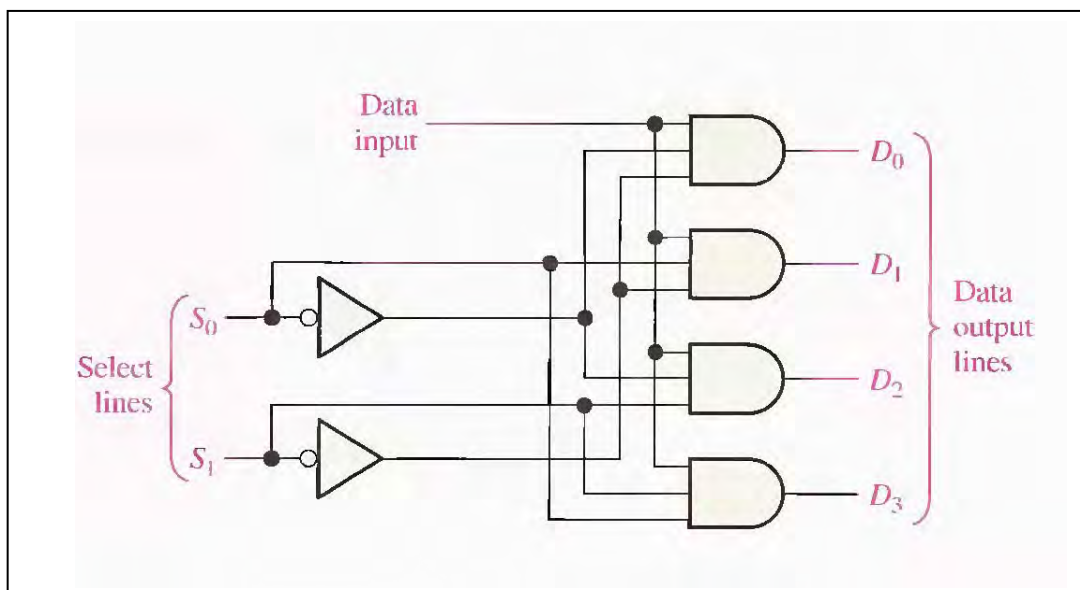 Data
input
D₀
D₁
S₀
Data
output
lines
Select
lines
D₂
S₁
D₃